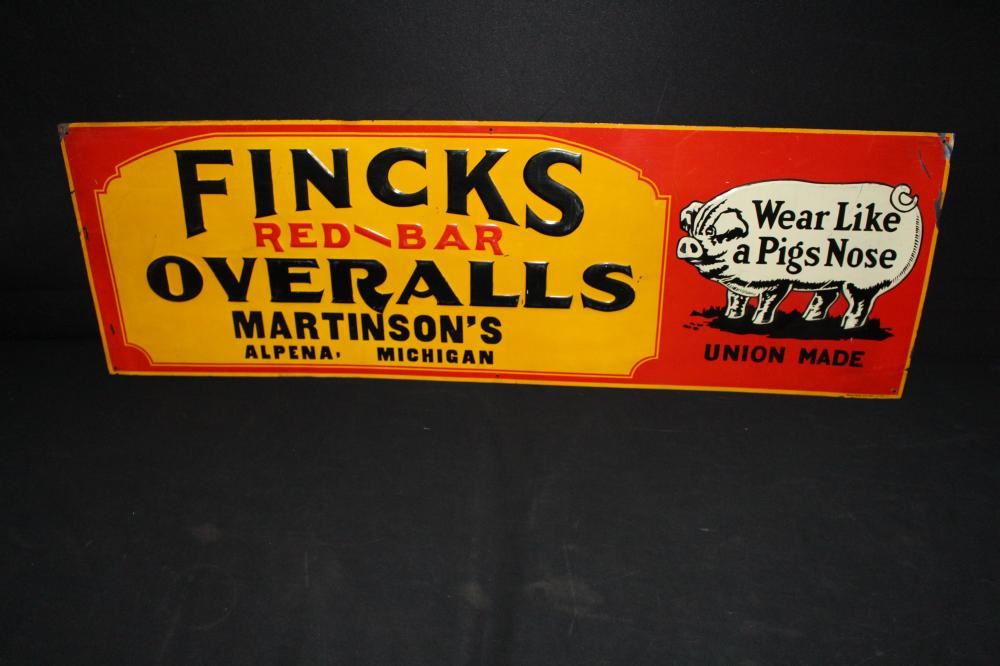 FINCKS
RED BAR
OVERALLS
MARTINSON'S
ALPENA, MICHIGAN
Wear Like
a Pigs Nose
UNION MADE